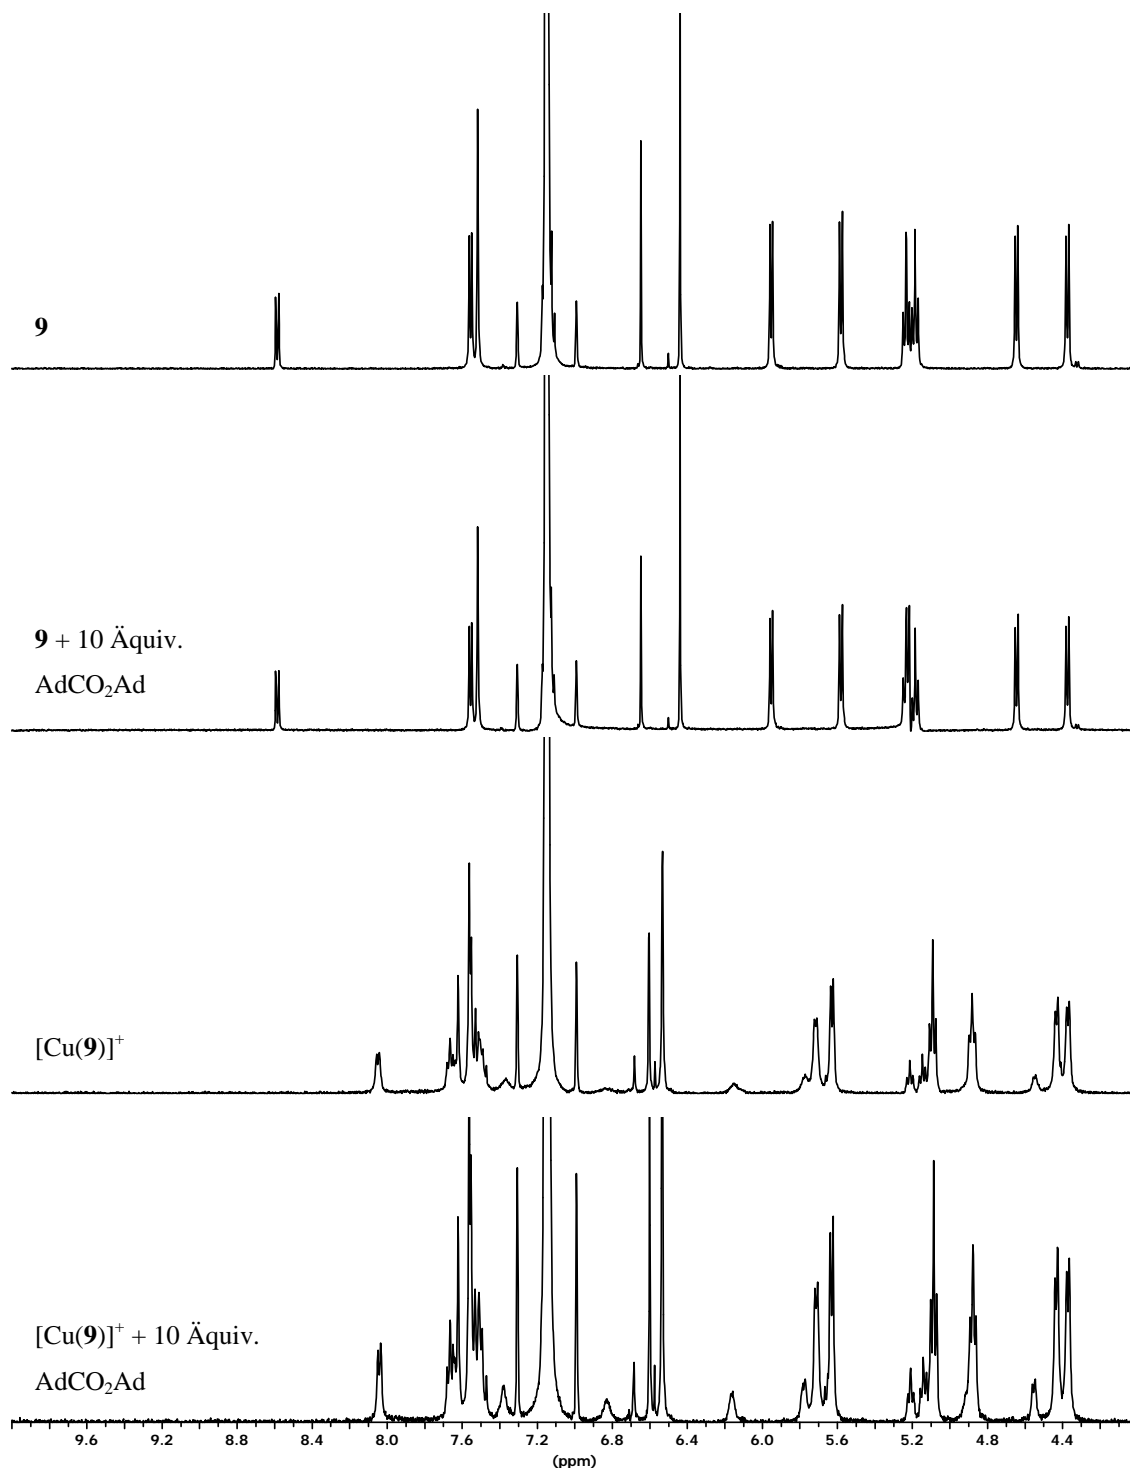 9
9 + 10 Äquiv.
AdCO₂Ad
[Cu(9)]⁺
[Cu(9)]⁺ + 10 Äquiv.
AdCO₂Ad
9.6 9.2 8.8 8.4 8.0 7.6 7.2 6.8 6.4 6.0 5.6 5.2 4.8 4.4
(ppm)